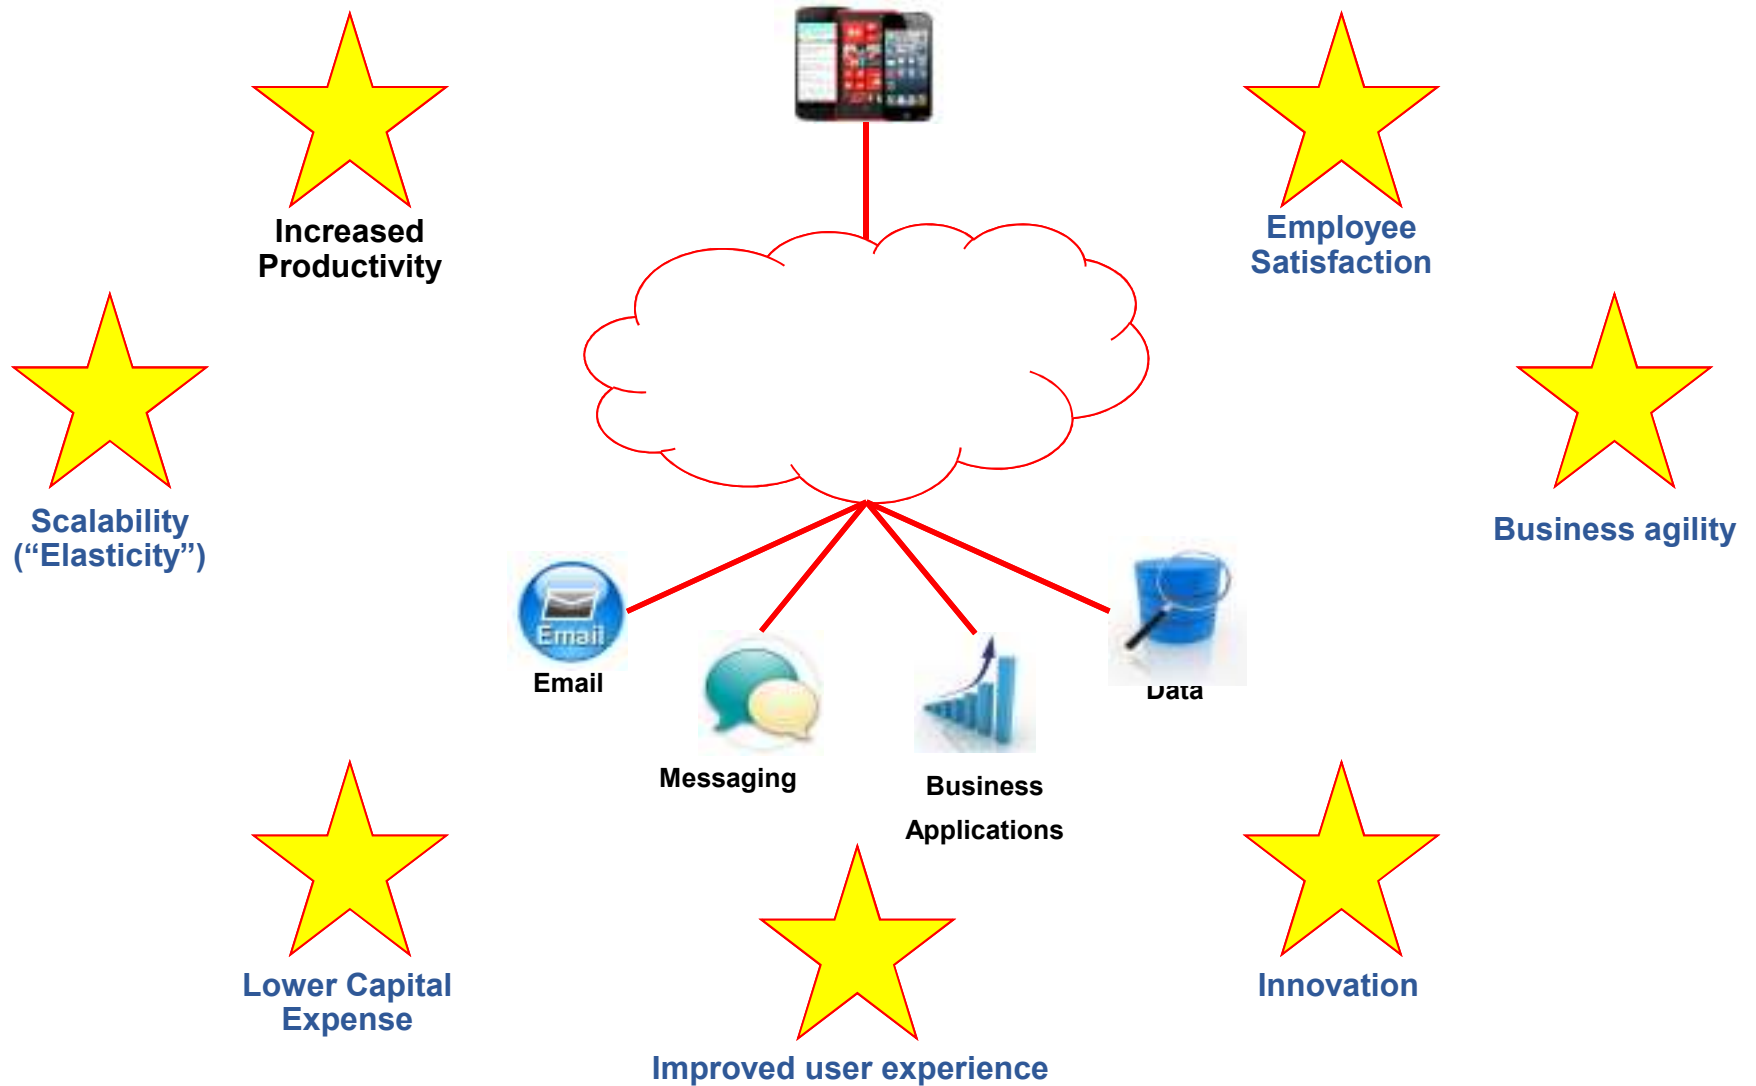 Increased
Productivity
Employee
Satisfaction
Scalability
(“Elasticity”)
Business agility
Email
Email
Data
Messaging
Business
Applications
Lower Capital
Expense
Innovation
Improved user experience